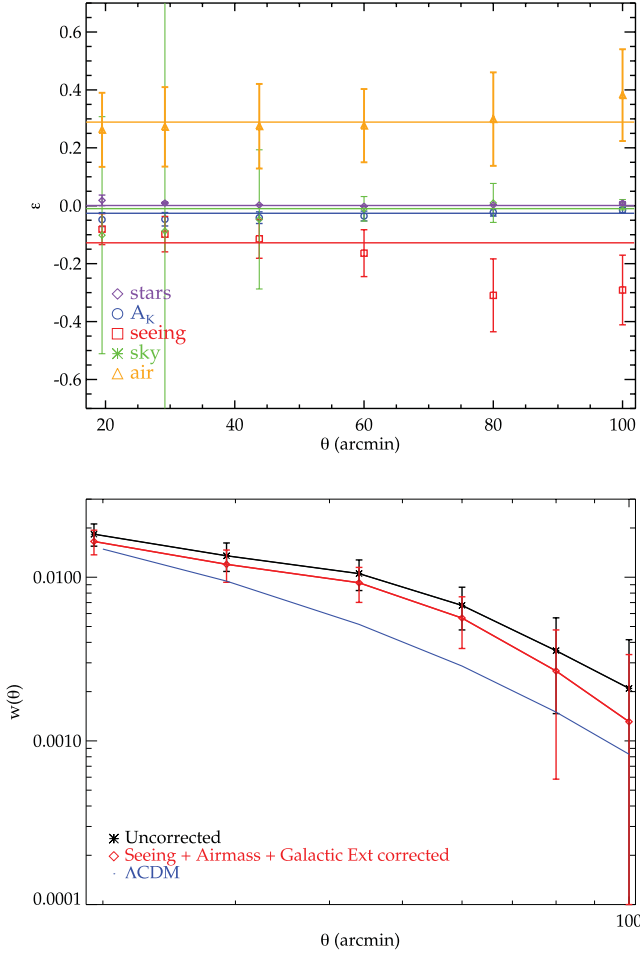 0.6
0.4
0.2
0.0
-0.2
-0.4
-0.6
ε
stars
A_K
seeing
sky
air
20 40 60 80 100
θ (arcmin)
0.0100
0.0010
0.0001
w(θ)
Uncorrected
Seeing + Airmass + Galactic Ext corrected
ΛCDM
100
θ (arcmin)